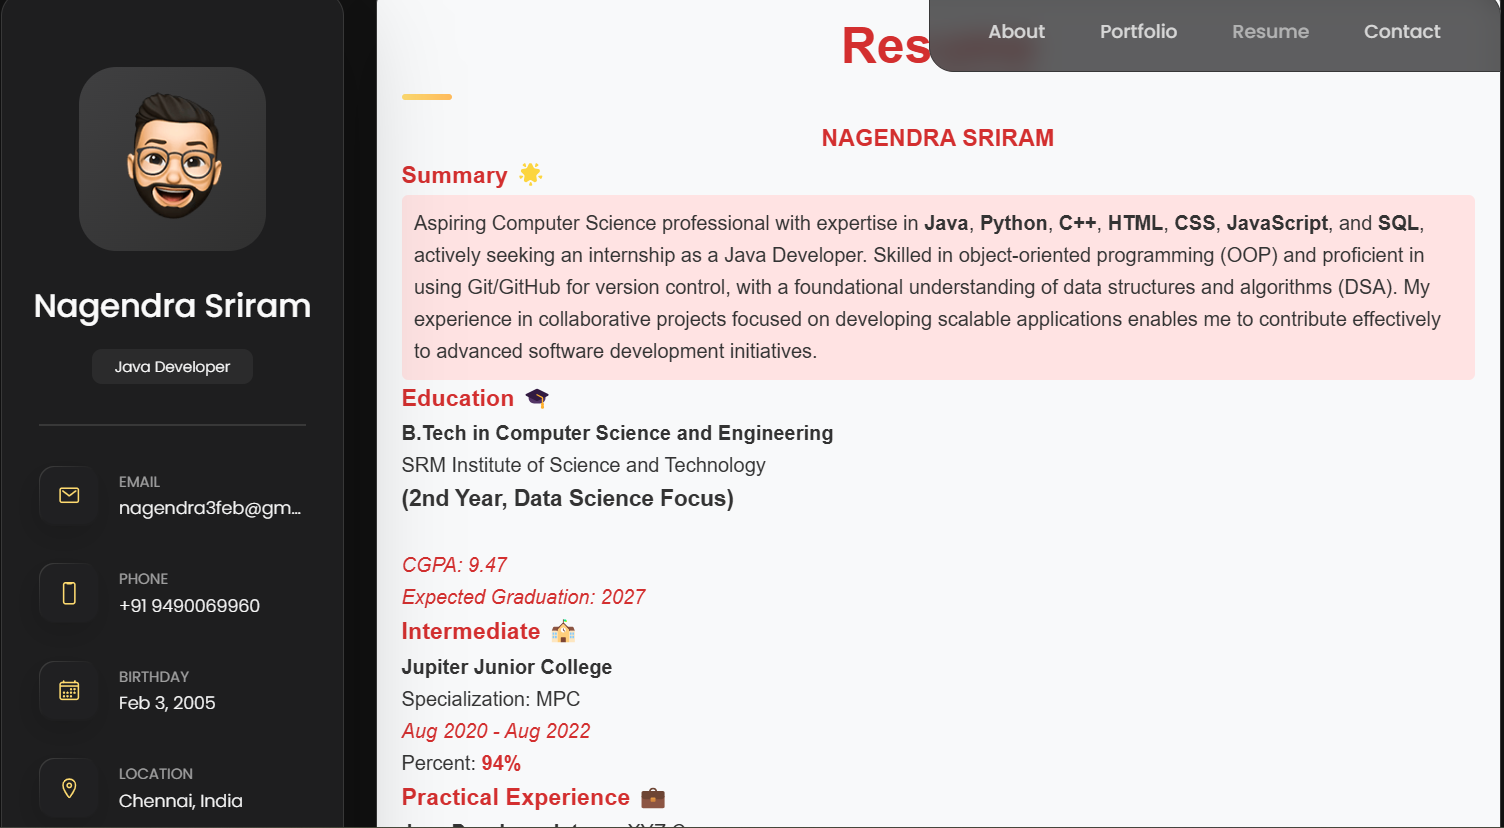 Nagendra Sriram
Java Developer
EMAIL
nagendra3feb@gm...
PHONE
+91 9490069960
BIRTHDAY
Feb 3, 2005
LOCATION
Chennai, India
About Portfolio Resume Contact
Res
NAGENDRA SRIRAM
Summary 🌟
Aspiring Computer Science professional with expertise in Java, Python, C++, HTML, CSS, JavaScript, and SQL,
actively seeking an internship as a Java Developer. Skilled in object-oriented programming (OOP) and proficient in
using Git/GitHub for version control, with a foundational understanding of data structures and algorithms (DSA). My
experience in collaborative projects focused on developing scalable applications enables me to contribute effectively
to advanced software development initiatives.
Education 🎓
B.Tech in Computer Science and Engineering
SRM Institute of Science and Technology
(2nd Year, Data Science Focus)
CGPA: 9.47
Expected Graduation: 2027
Intermediate 🏫
Jupiter Junior College
Specialization: MPC
Aug 2020 - Aug 2022
Percent: 94%
Practical Experience 💼